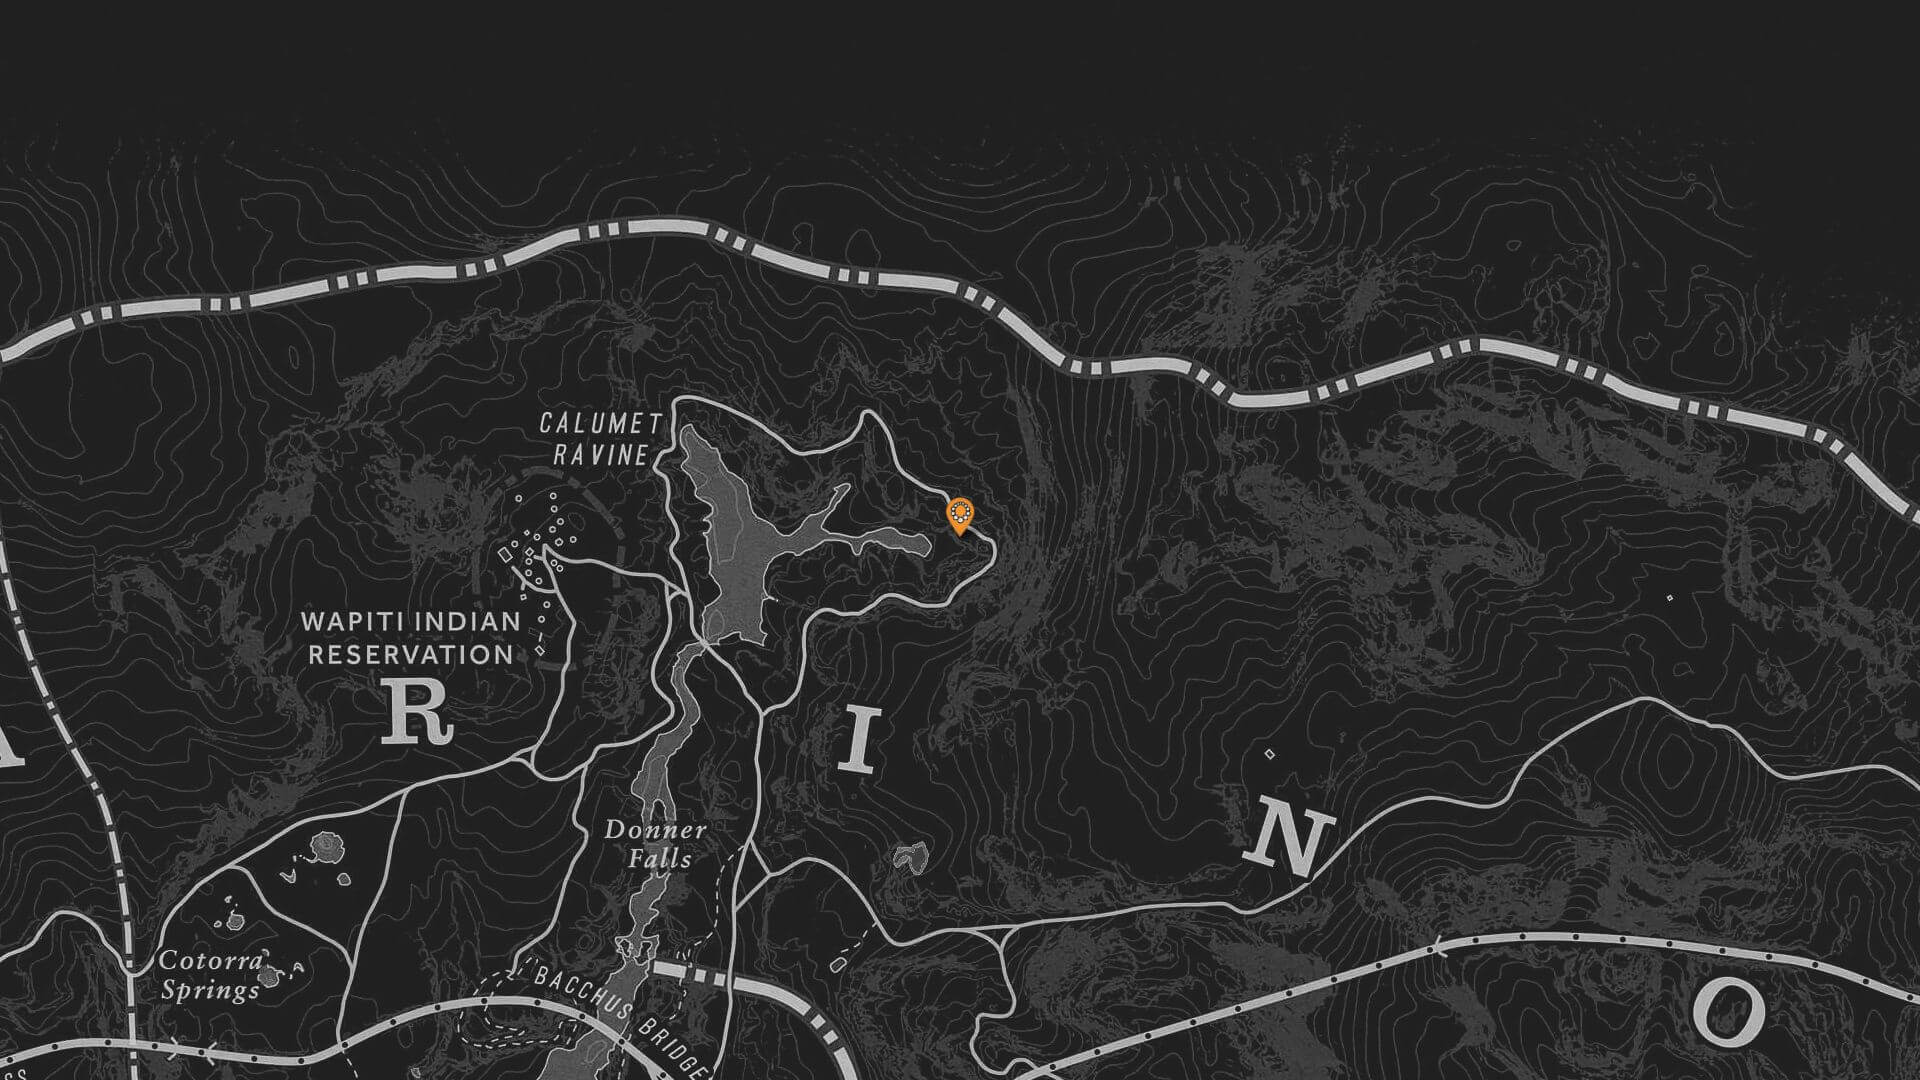 CALUMET
RAVINE
WAPITI INDIAN
RESERVATION
R
I
N
O
Donner
Falls
Cotorra
Springs
BACCHUS BRIDGE